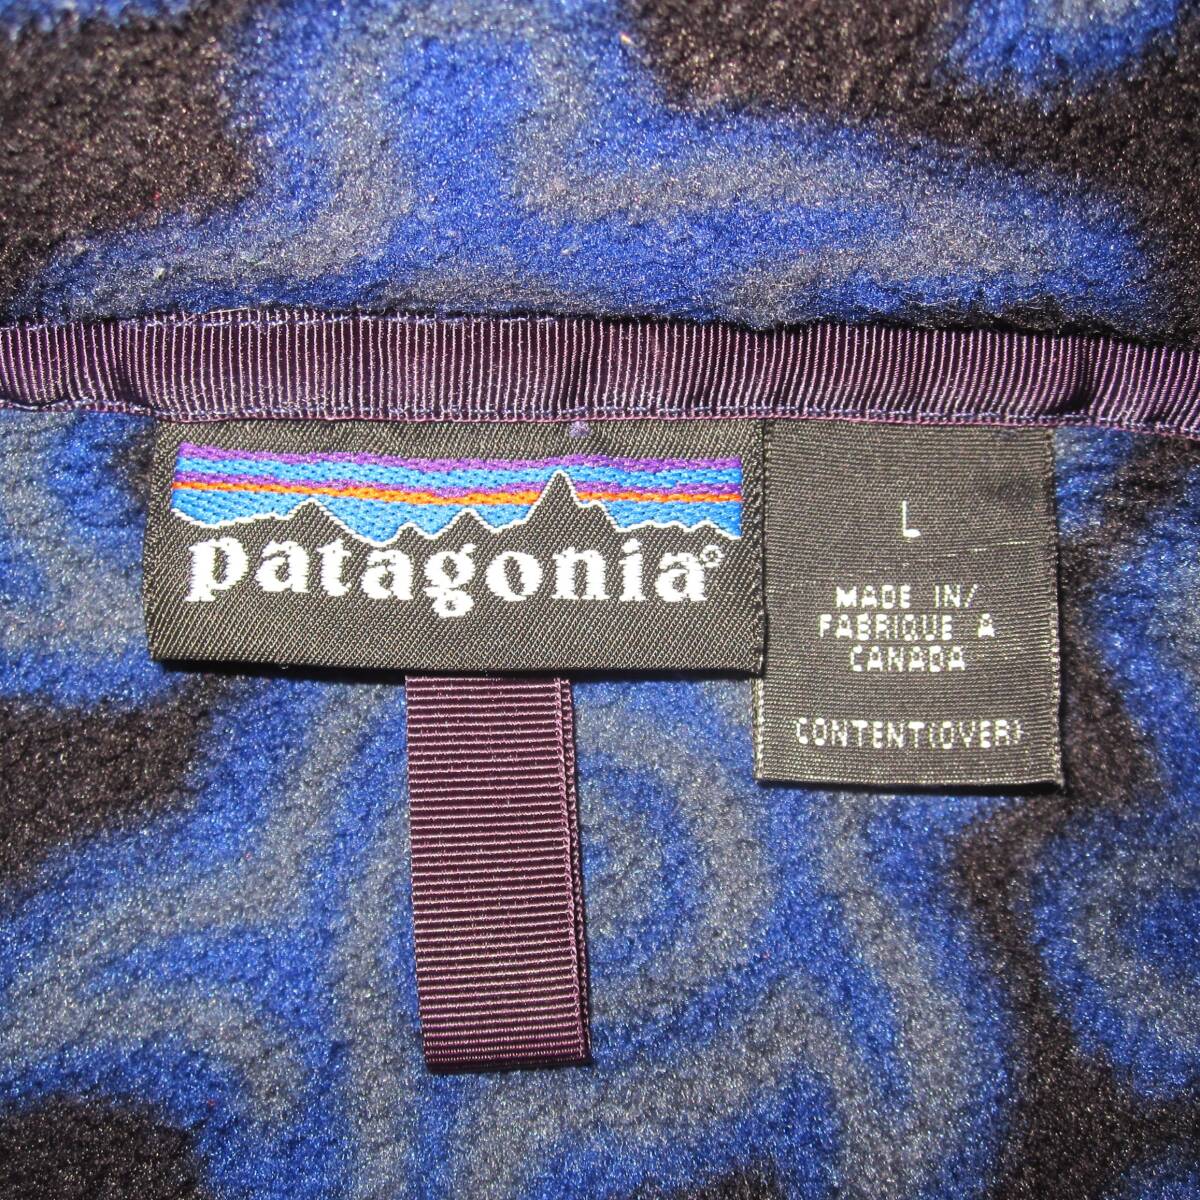 patagonia®
L
MADE IN/
FABRIQUE A
CANADA
CONTENT(OVER)